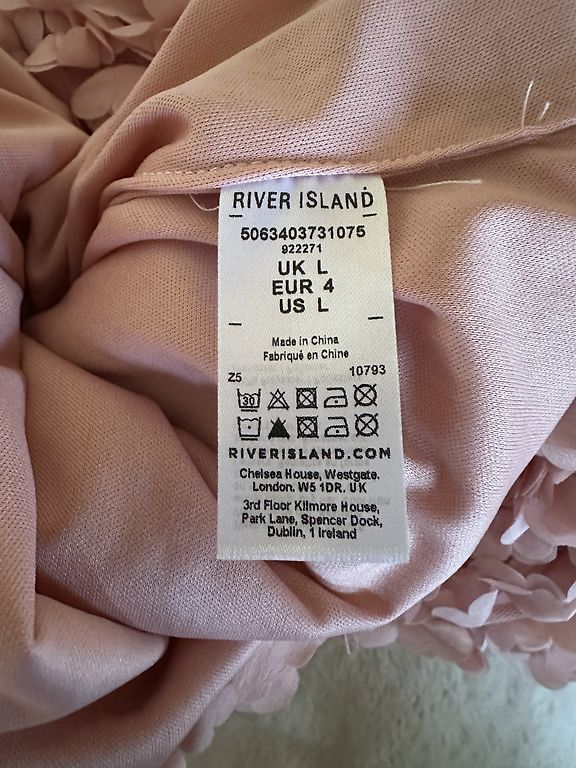 RIVER ISLAND
5063403731075
922271
UK L
EUR 4
US L
Made in China
Fabriqué en Chine
Z5 10793
30
RIVERISLAND.COM
Chelsea House, Westgate.
London. W5 1DR. UK
3rd Floor Kilmore House,
Park Lane, Spencer Dock,
Dublin, 1 Ireland